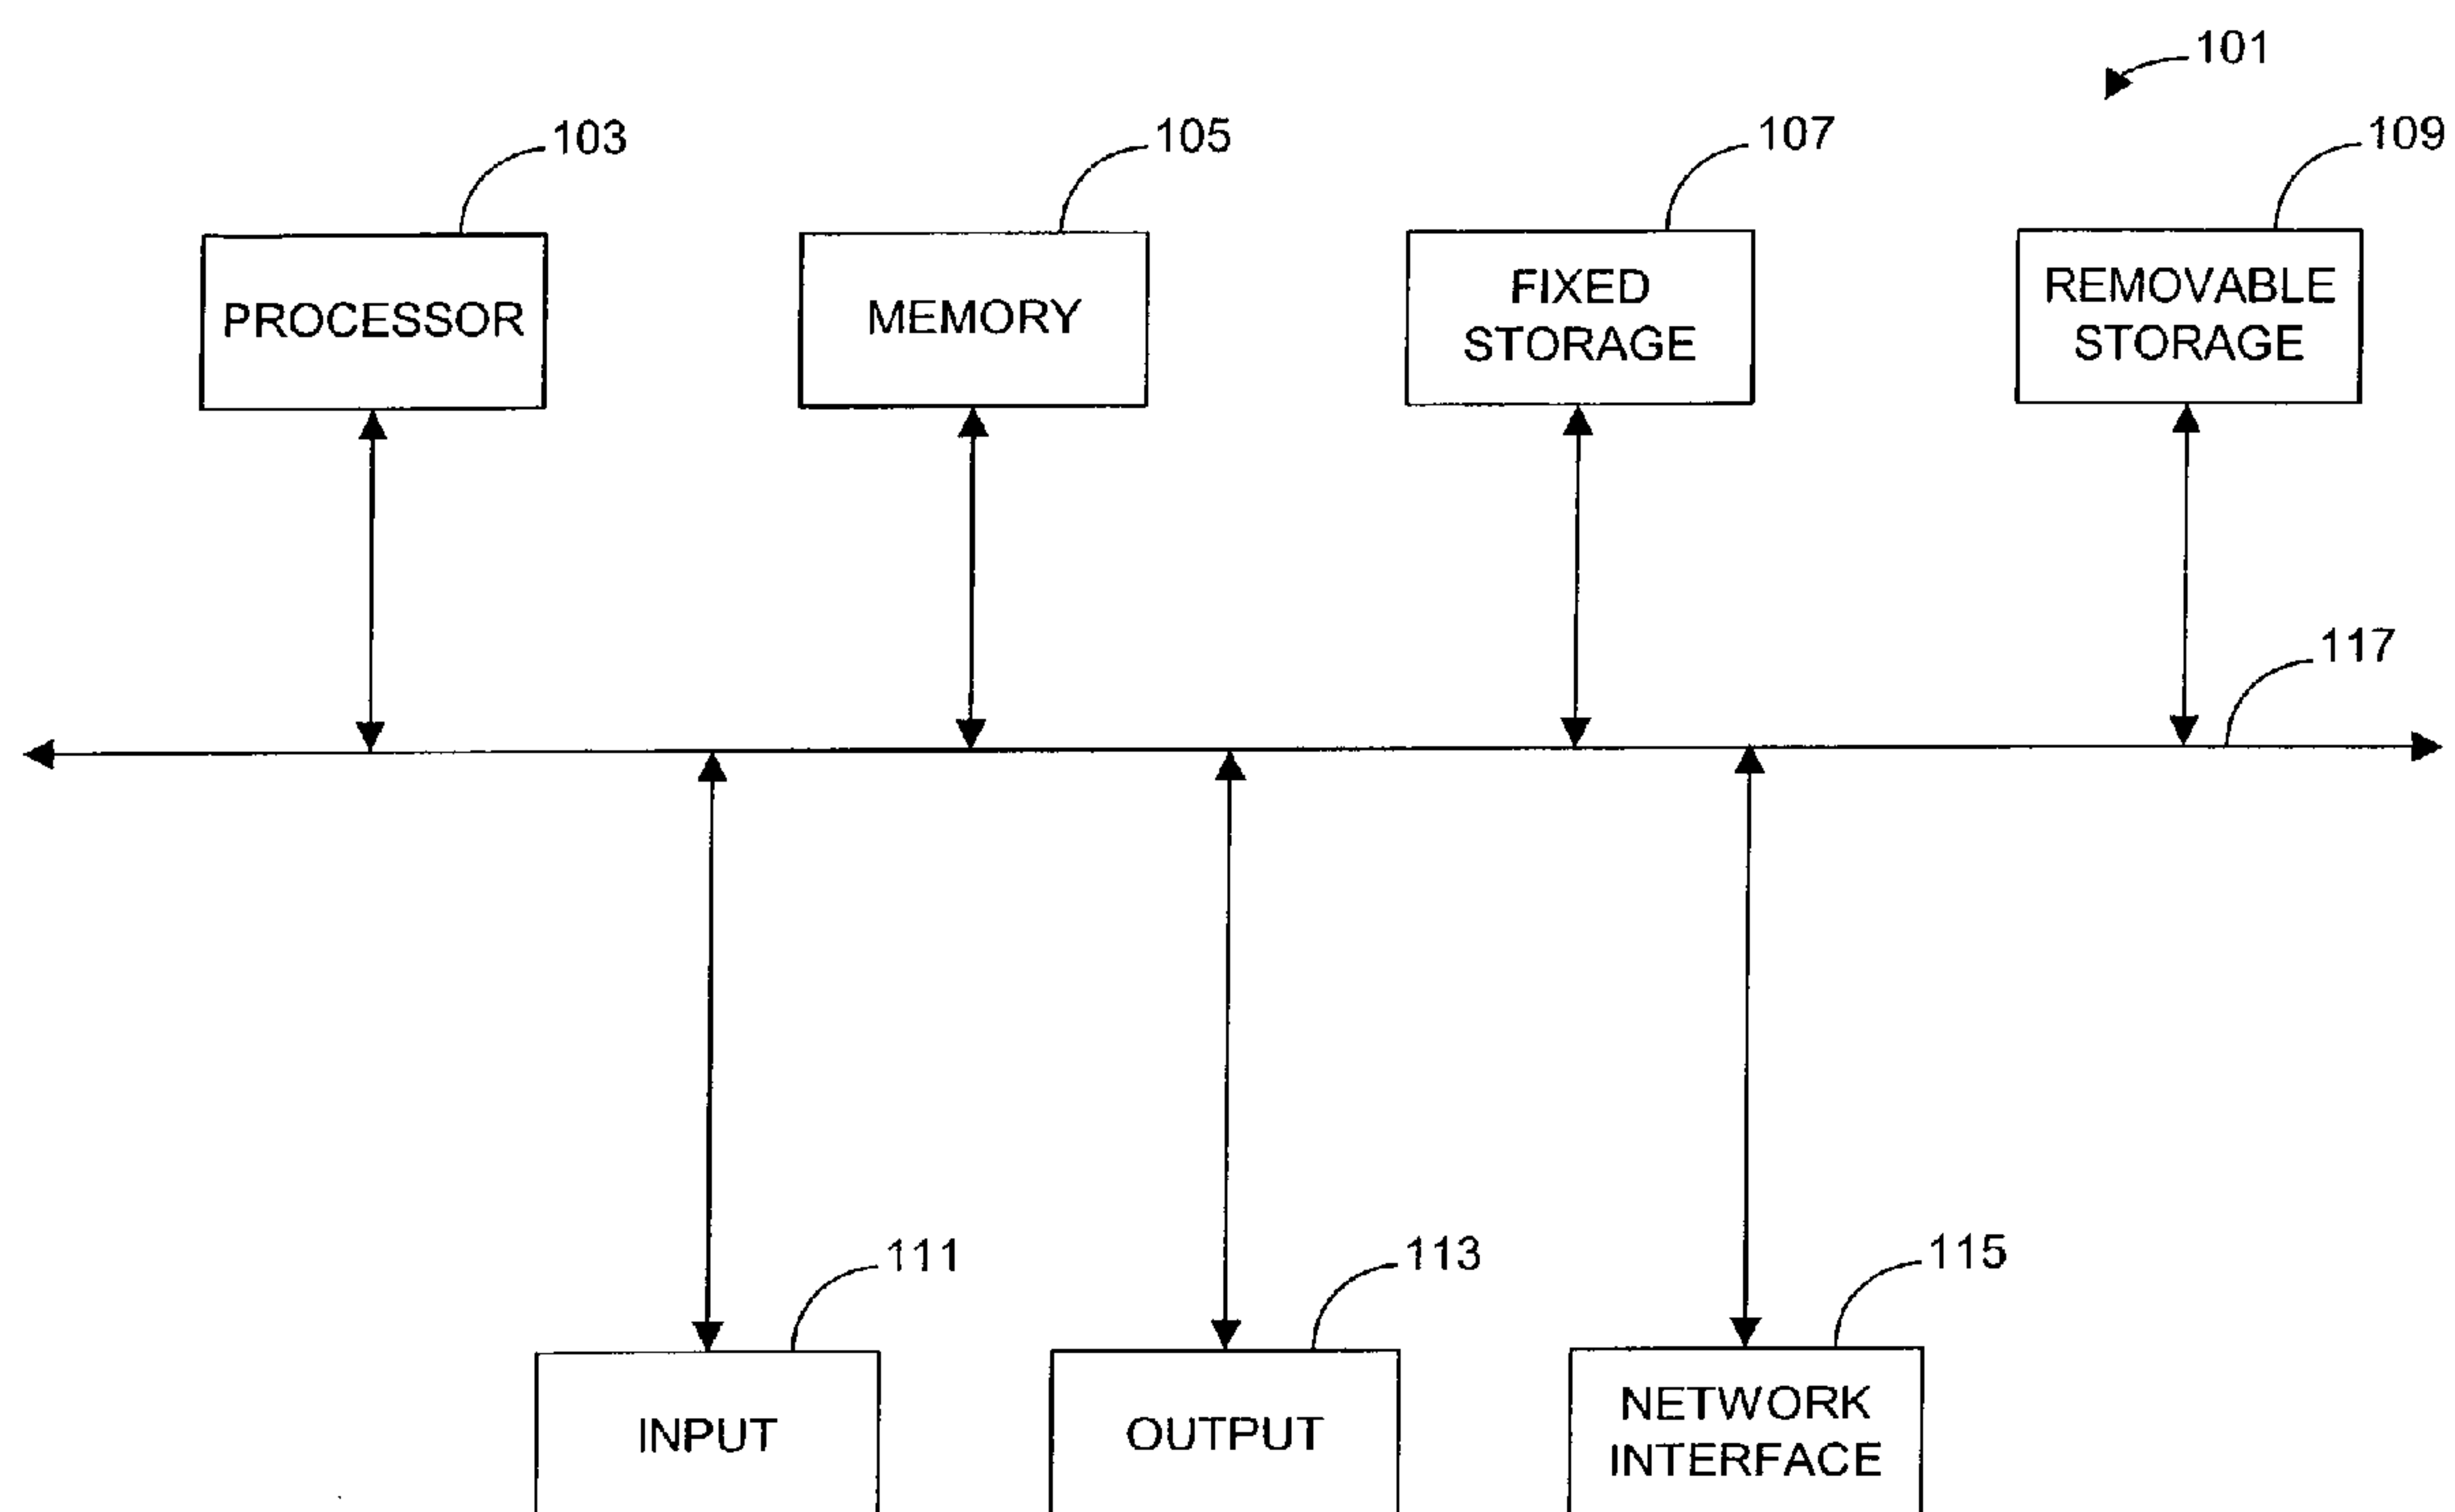 101
103
105
107
109
PROCESSOR
MEMORY
FIXED
STORAGE
REMOVABLE
STORAGE
117
111
113
115
INPUT
OUTPUT
NETWORK
INTERFACE